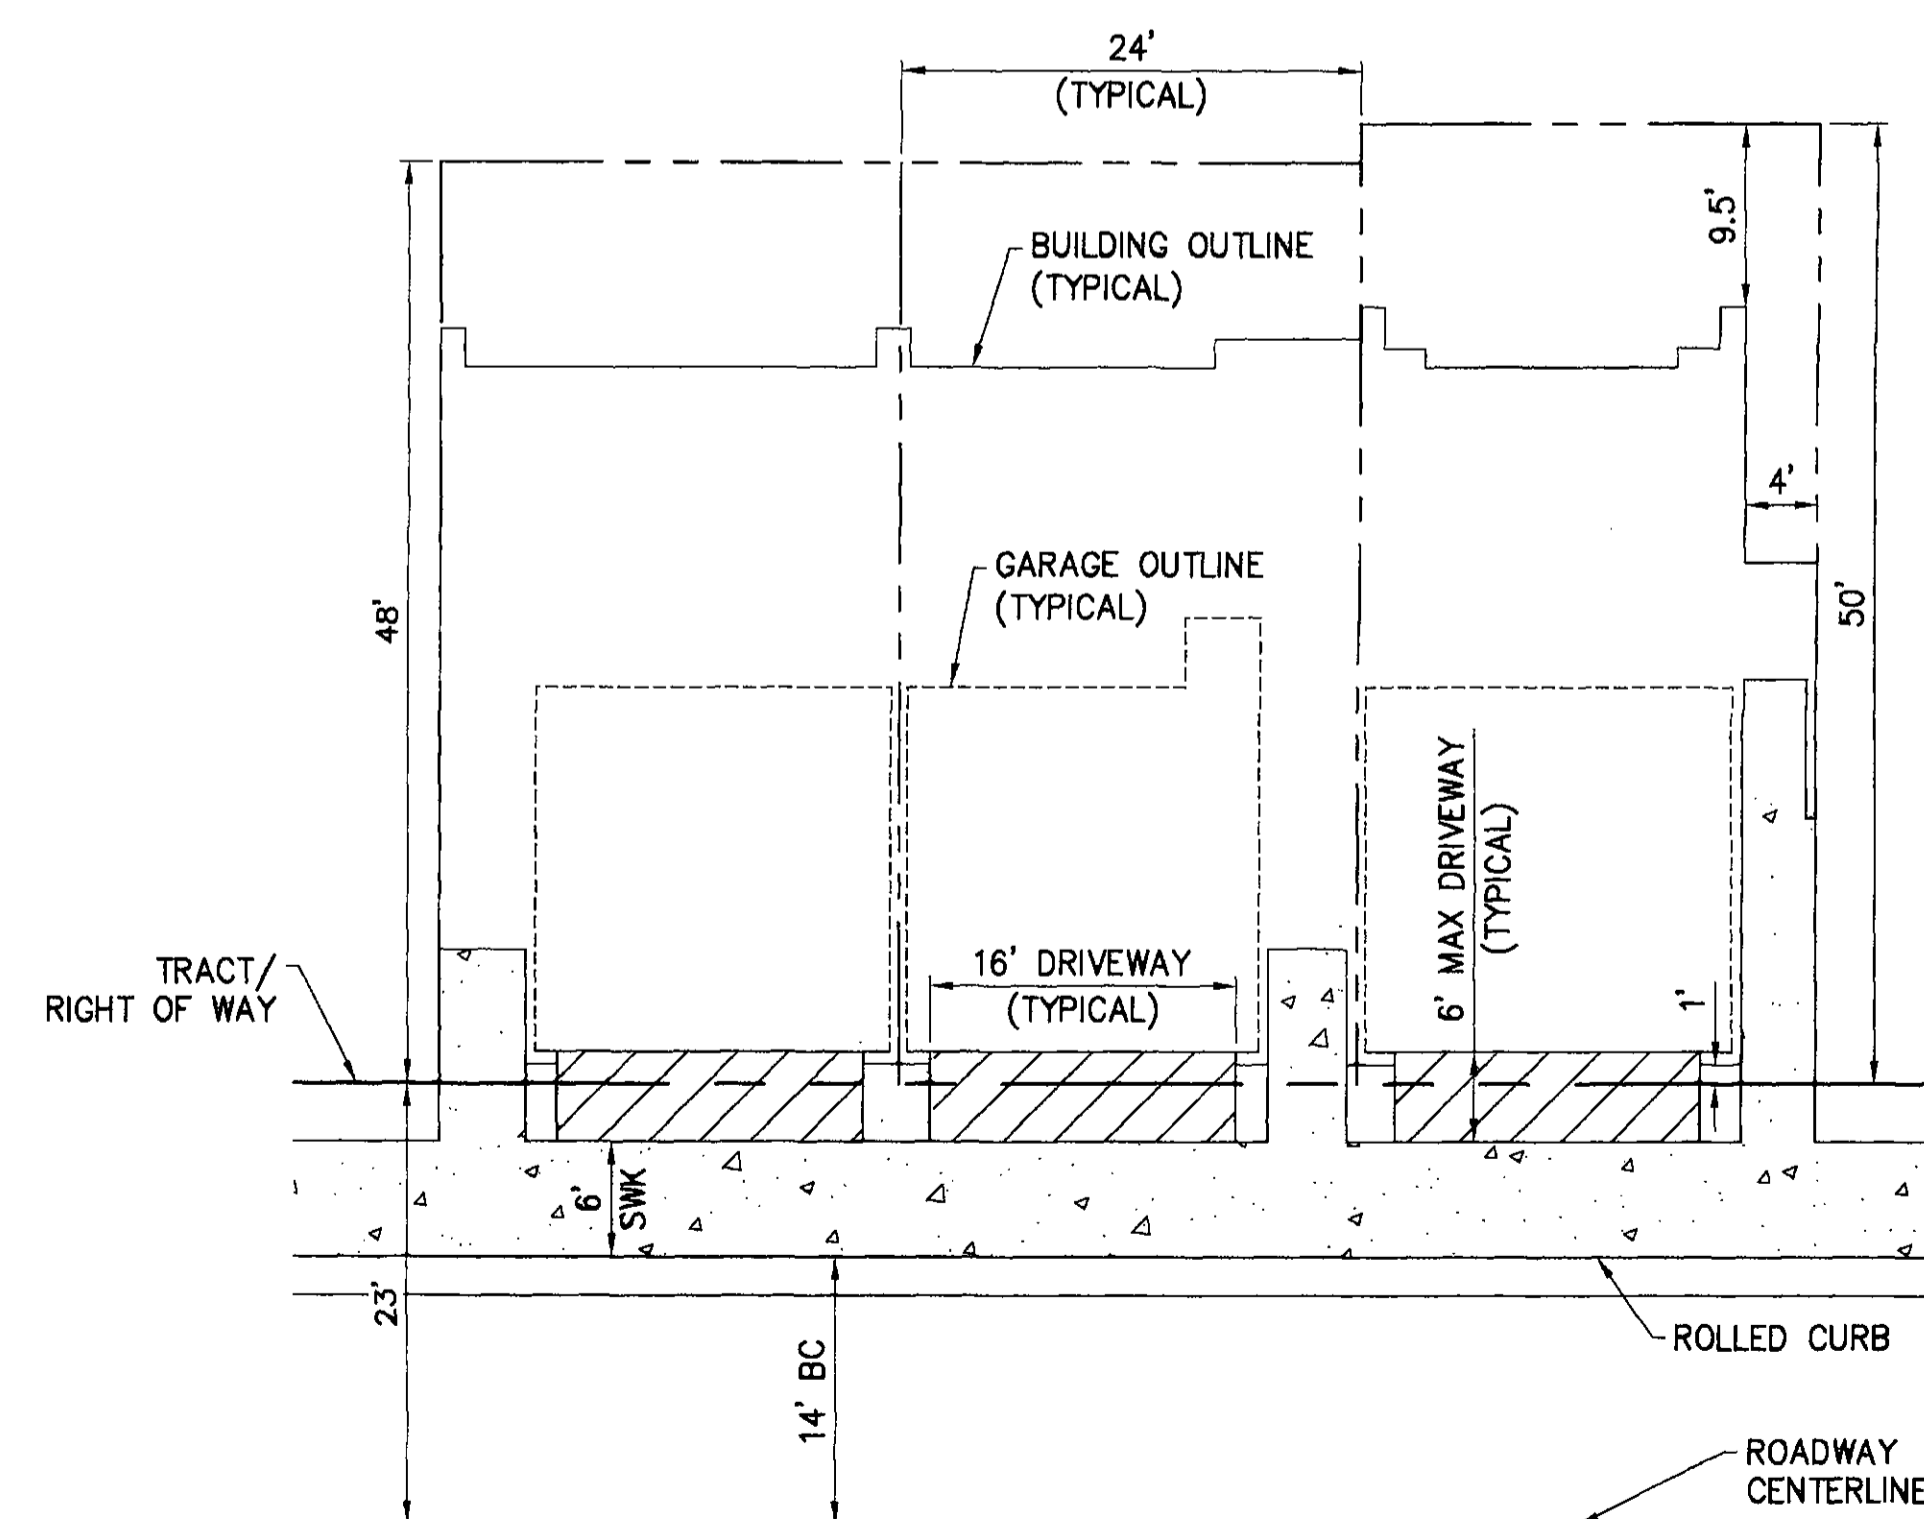 24'
(TYPICAL)
9.5'
BUILDING OUTLINE
(TYPICAL)
4'
GARAGE OUTLINE
(TYPICAL)
48'
50'
6' MAX DRIVEWAY
(TYPICAL)
TRACT/
RIGHT OF WAY
16' DRIVEWAY
(TYPICAL)
1'
6'
SWK
23'
14' BC
ROLLED CURB
ROADWAY
CENTERLINE